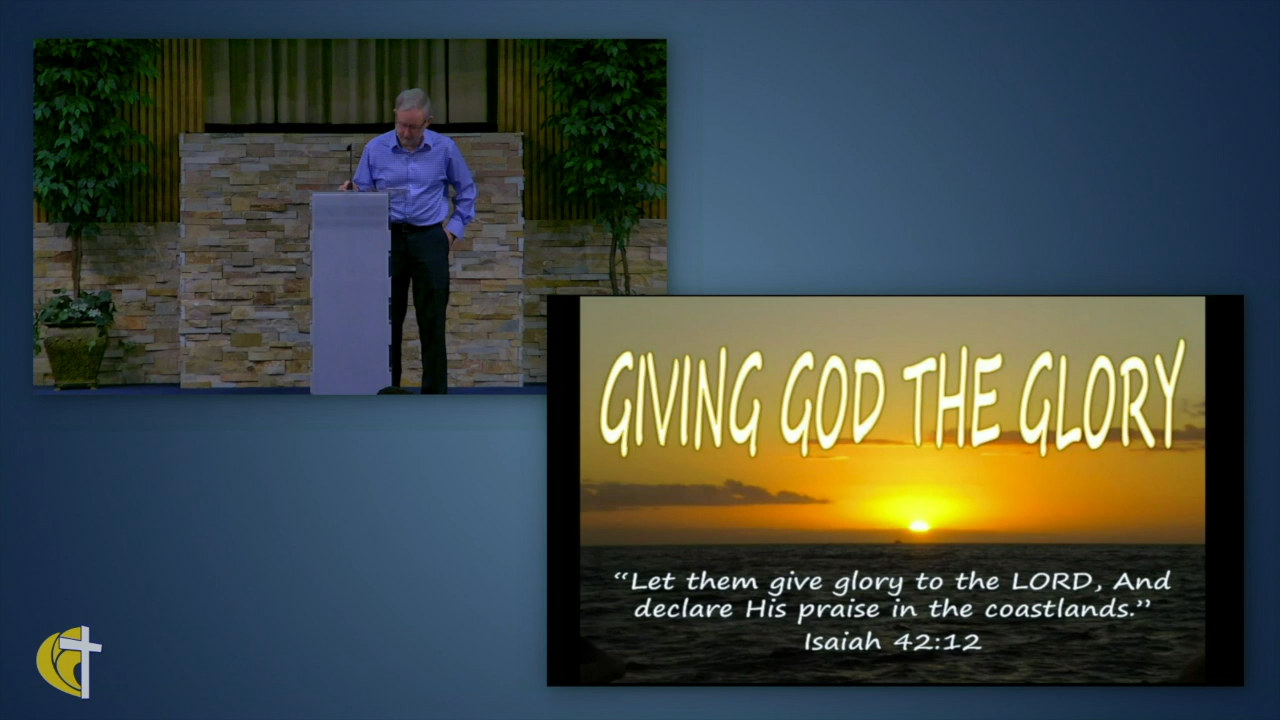 GIVING GOD THE GLORY
“Let them give glory to the LORD, And
declare His praise in the coastlands.”
Isaiah 42:12